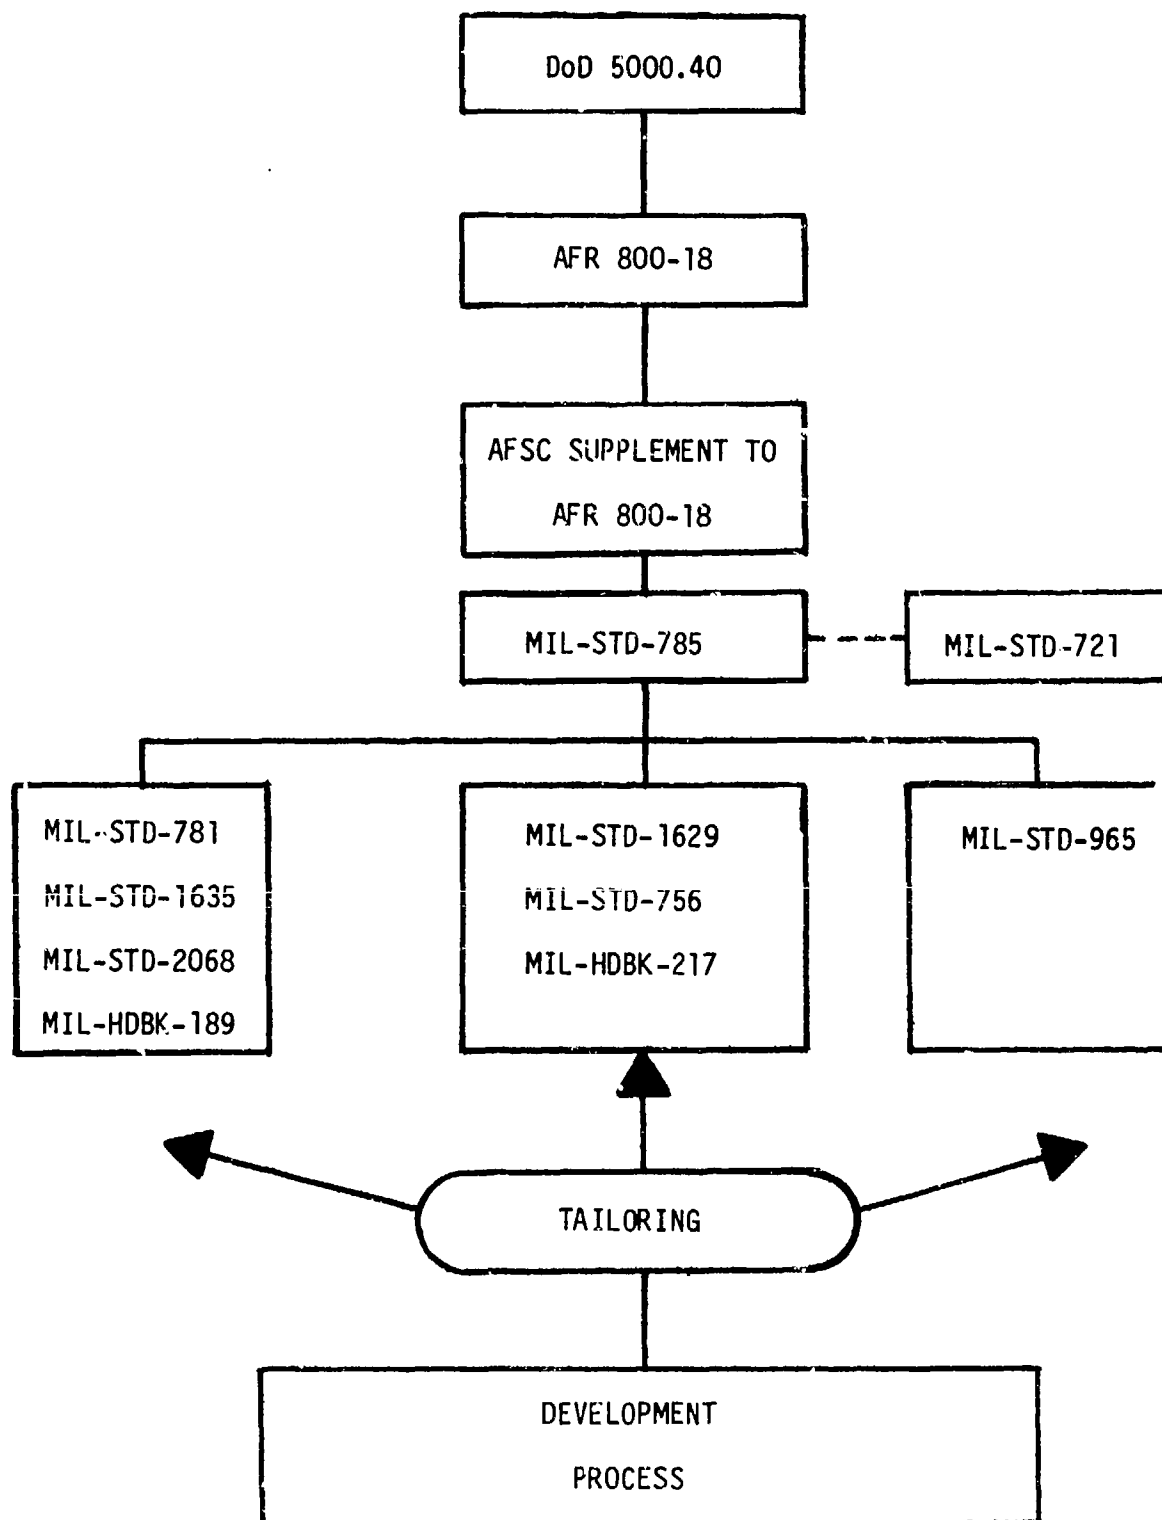 DoD 5000.40
AFR 800-18
AFSC SUPPLEMENT TO
AFR 800-18
MIL-STD-785
MIL-STD-721
MIL-STD-781
MIL-STD-1635
MIL-STD-2068
MIL-HDBK-189
MIL-STD-1629
MIL-STD-756
MIL-HDBK-217
MIL-STD-965
TAILORING
DEVELOPMENT
PROCESS